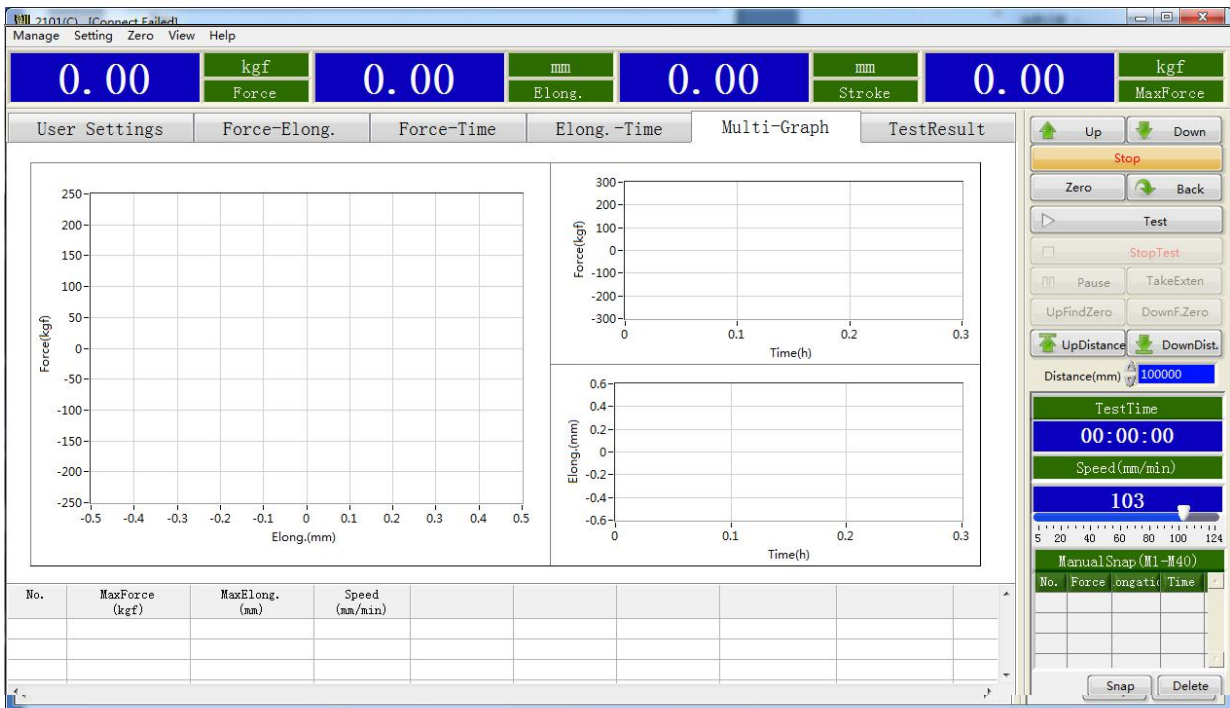 2101(C) [Connect Failed]
Manage Setting Zero View Help
0.00 kgf Force 0.00 mm Elong. 0.00 mm Stroke 0.00 kgf MaxForce
User Settings Force-Elong. Force-Time Elong.-Time Multi-Graph TestResult
250
200
150
100
50
0
-50
-100
-150
-200
-250
Force(kgf)
-0.5 -0.4 -0.3 -0.2 -0.1 0 0.1 0.2 0.3 0.4 0.5
Elong.(mm)
300
200
100
0
-100
-200
-300
Force(kgf)
0 0.1 0.2 0.3
Time(h)
0.6
0.4
0.2
0
-0.2
-0.4
-0.6
Elong.(mm)
0 0.1 0.2 0.3
Time(h)
No. MaxForce (kgf) MaxElong. (mm) Speed (mm/min)
Up Down
Stop
Zero Back
Test
StopTest
Pause TakeExten
UpFindZero DownF.Zero
UpDistance DownDist.
Distance(mm) 100000
TestTime
00:00:00
Speed(mm/min)
103
5 20 40 60 80 100 124
ManualSnap(M1-M40)
No. Force ongati Time
Snap Delete